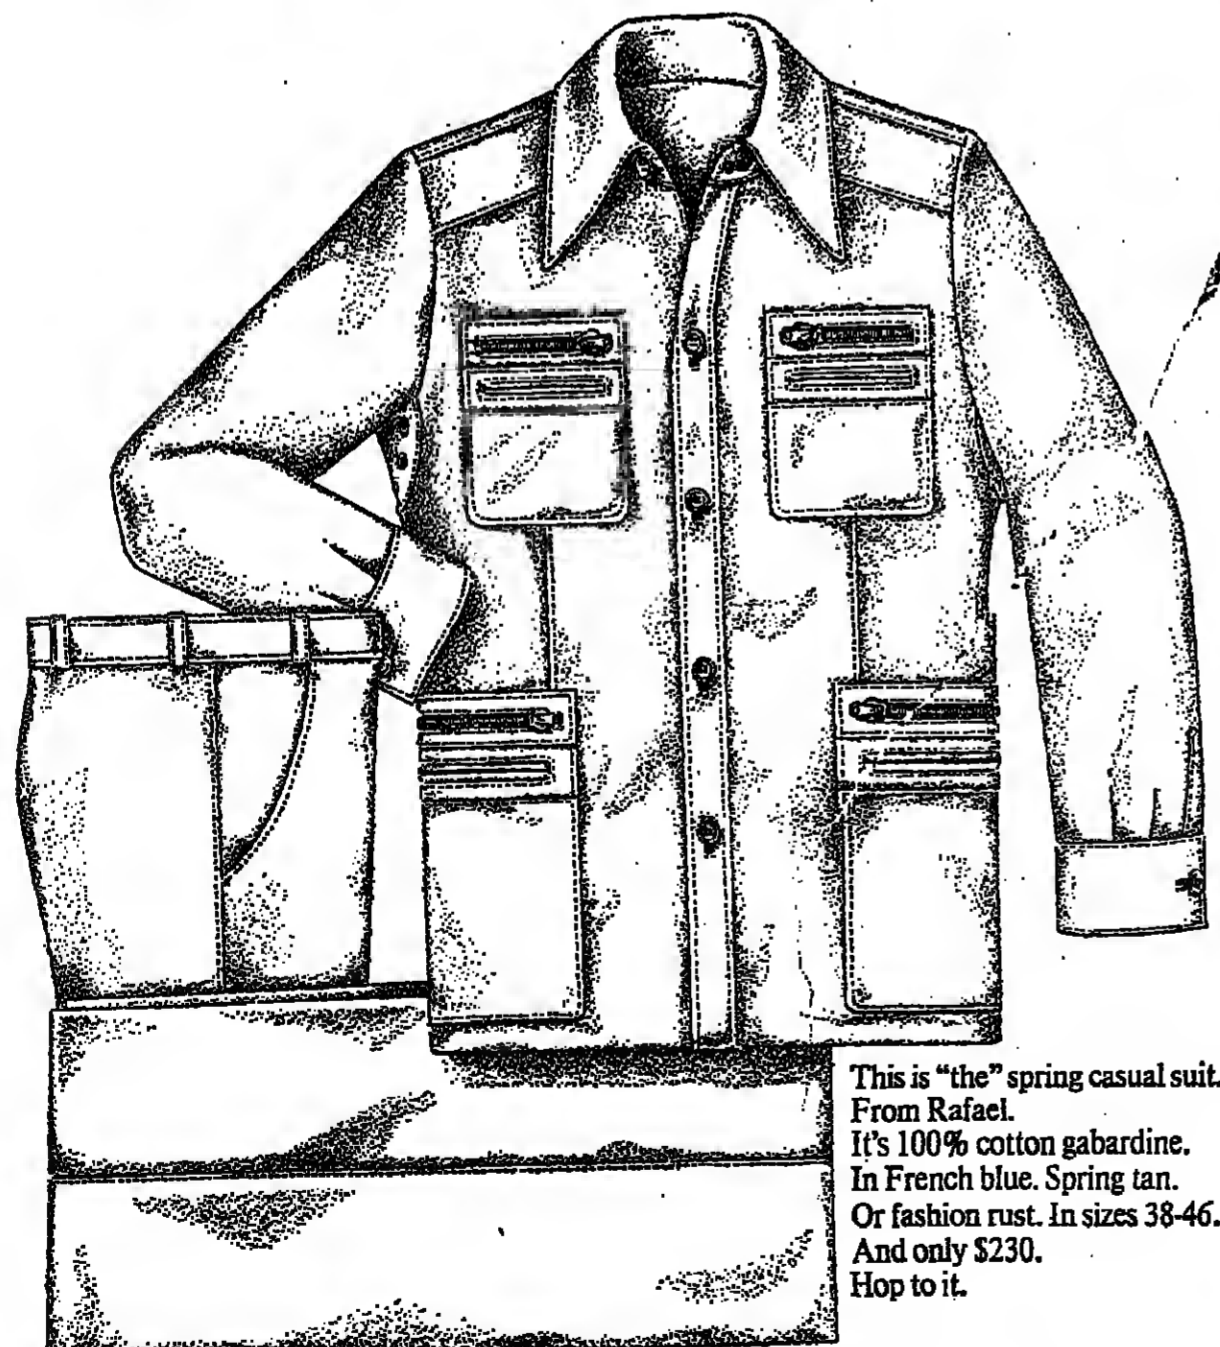 This is “the” spring casual suit.
From Rafael.
It's 100% cotton gabardine.
In French blue. Spring tan.
Or fashion rust. In sizes 38-46.
And only $230.
Hop to it.